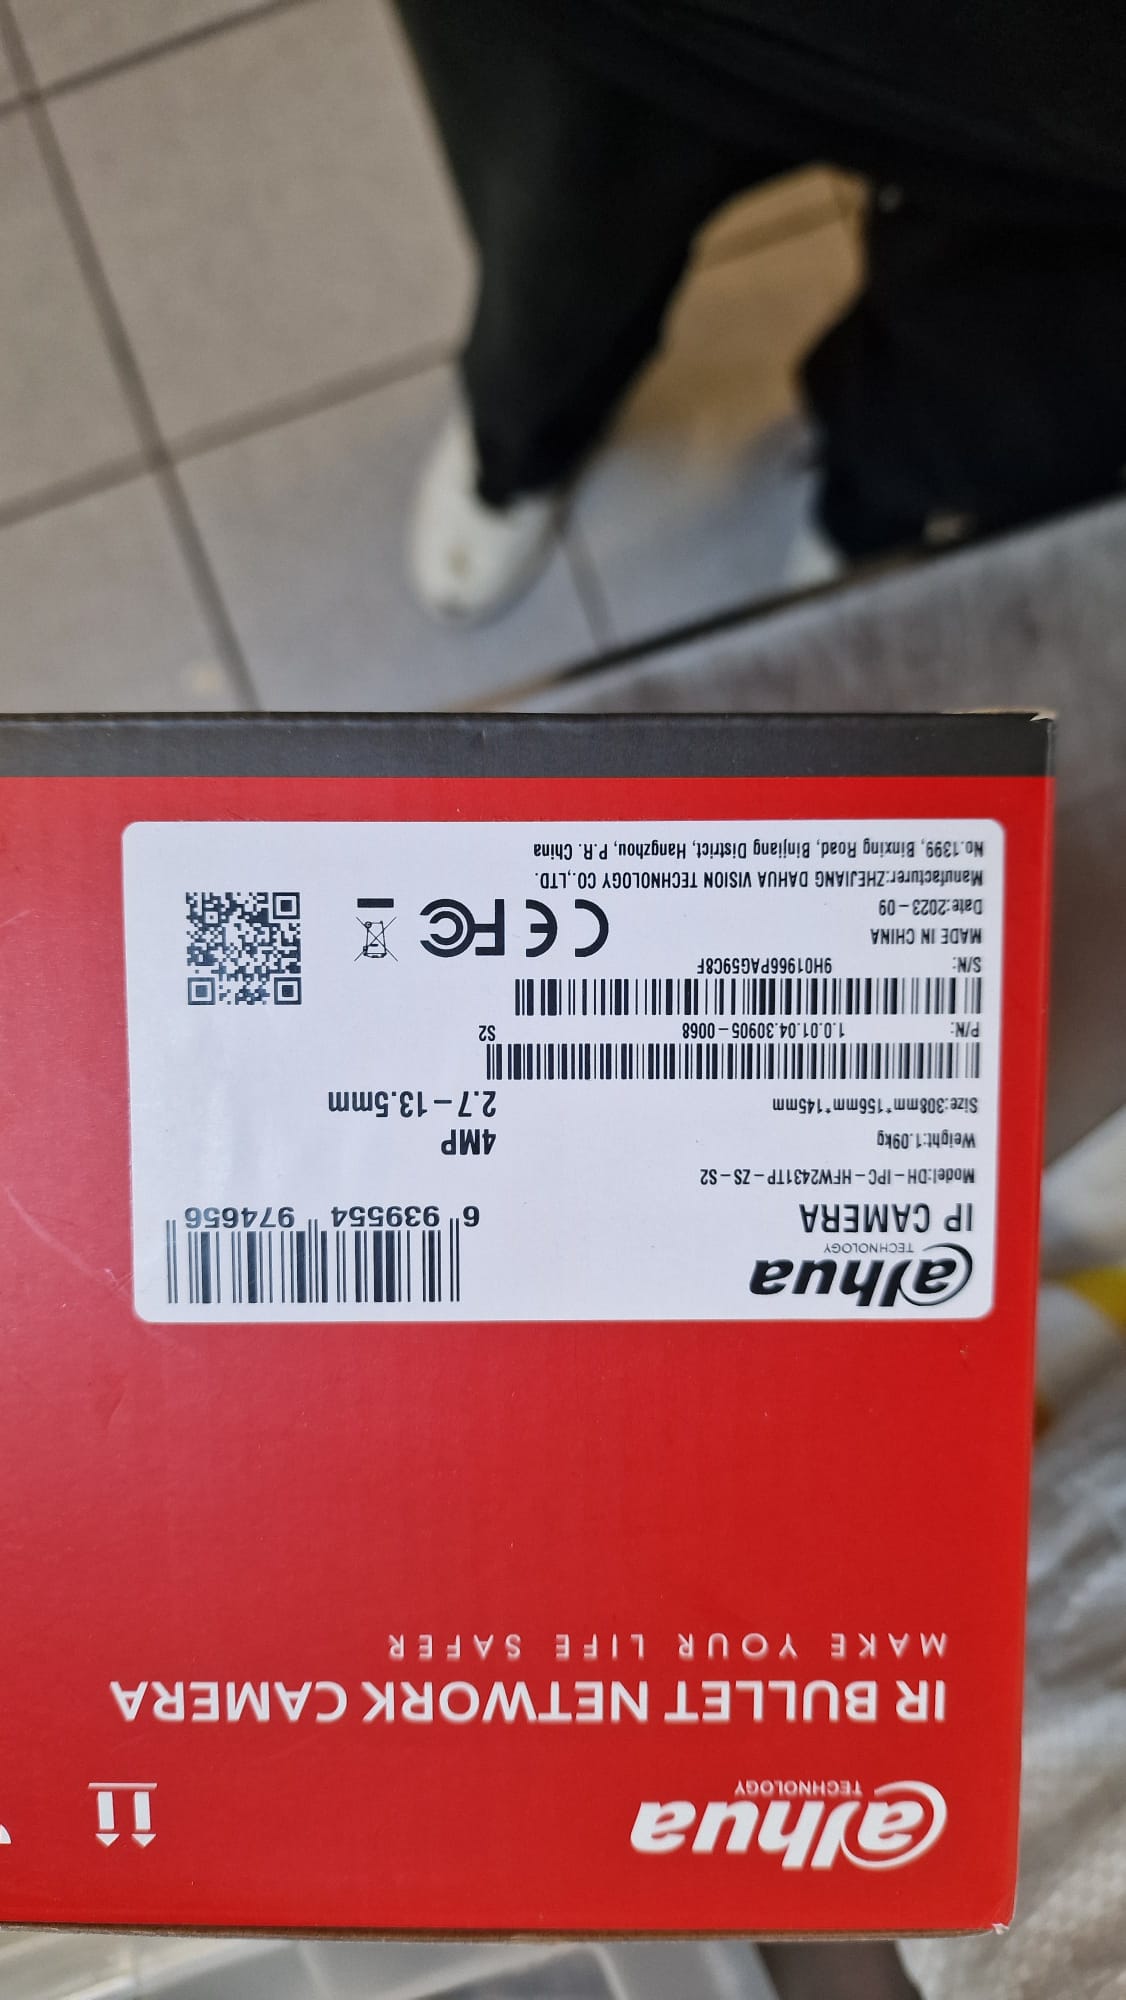 alhua
TECHNOLOGY
IR BULLET NETWORK CAMERA
MAKE YOUR LIFE SAFER
alhua
TECHNOLOGY
IP CAMERA
6 939554 974656
Model:DH-IPC-HFW2431TP-ZS-S2
Weight:1.09kg
4MP
Size:308mm*156mm*145mm
2.7-13.5mm
P/N: 1.0.01.04.30905-0068 S2
S/N: 9H01966PAG559C8F
MADE IN CHINA
Date:2023-09
CE FC
Manufacturer:ZHEJIANG DAHUA VISION TECHNOLOGY CO.,LTD.
No.1399, Binxing Road, Binjiang District, Hangzhou, P.R. China